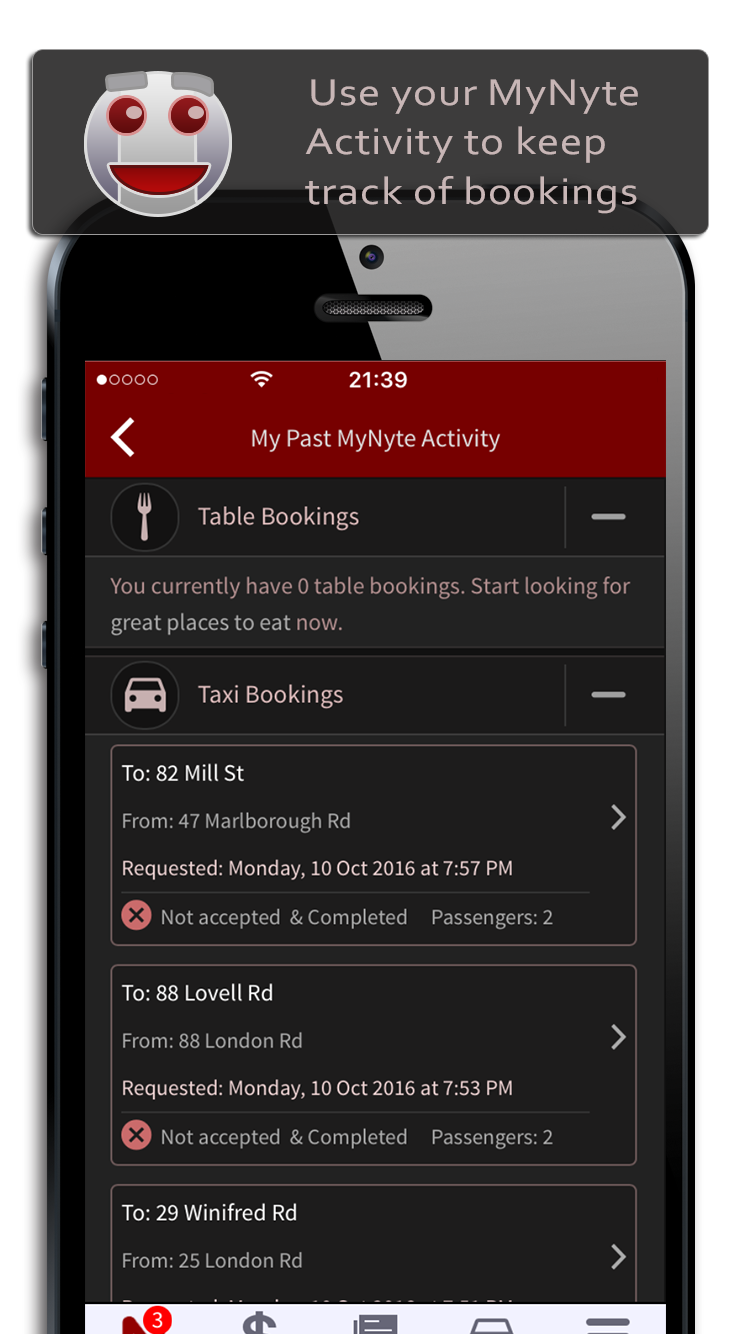 Use your MyNyte
Activity to keep
track of bookings
21:39
My Past MyNyte Activity
Table Bookings
You currently have 0 table bookings. Start looking for
great places to eat now.
Taxi Bookings
To: 82 Mill St
From: 47 Marlborough Rd
Requested: Monday, 10 Oct 2016 at 7:57 PM
Not accepted & Completed Passengers: 2
To: 88 Lovell Rd
From: 88 London Rd
Requested: Monday, 10 Oct 2016 at 7:53 PM
Not accepted & Completed Passengers: 2
To: 29 Winifred Rd
From: 25 London Rd
3